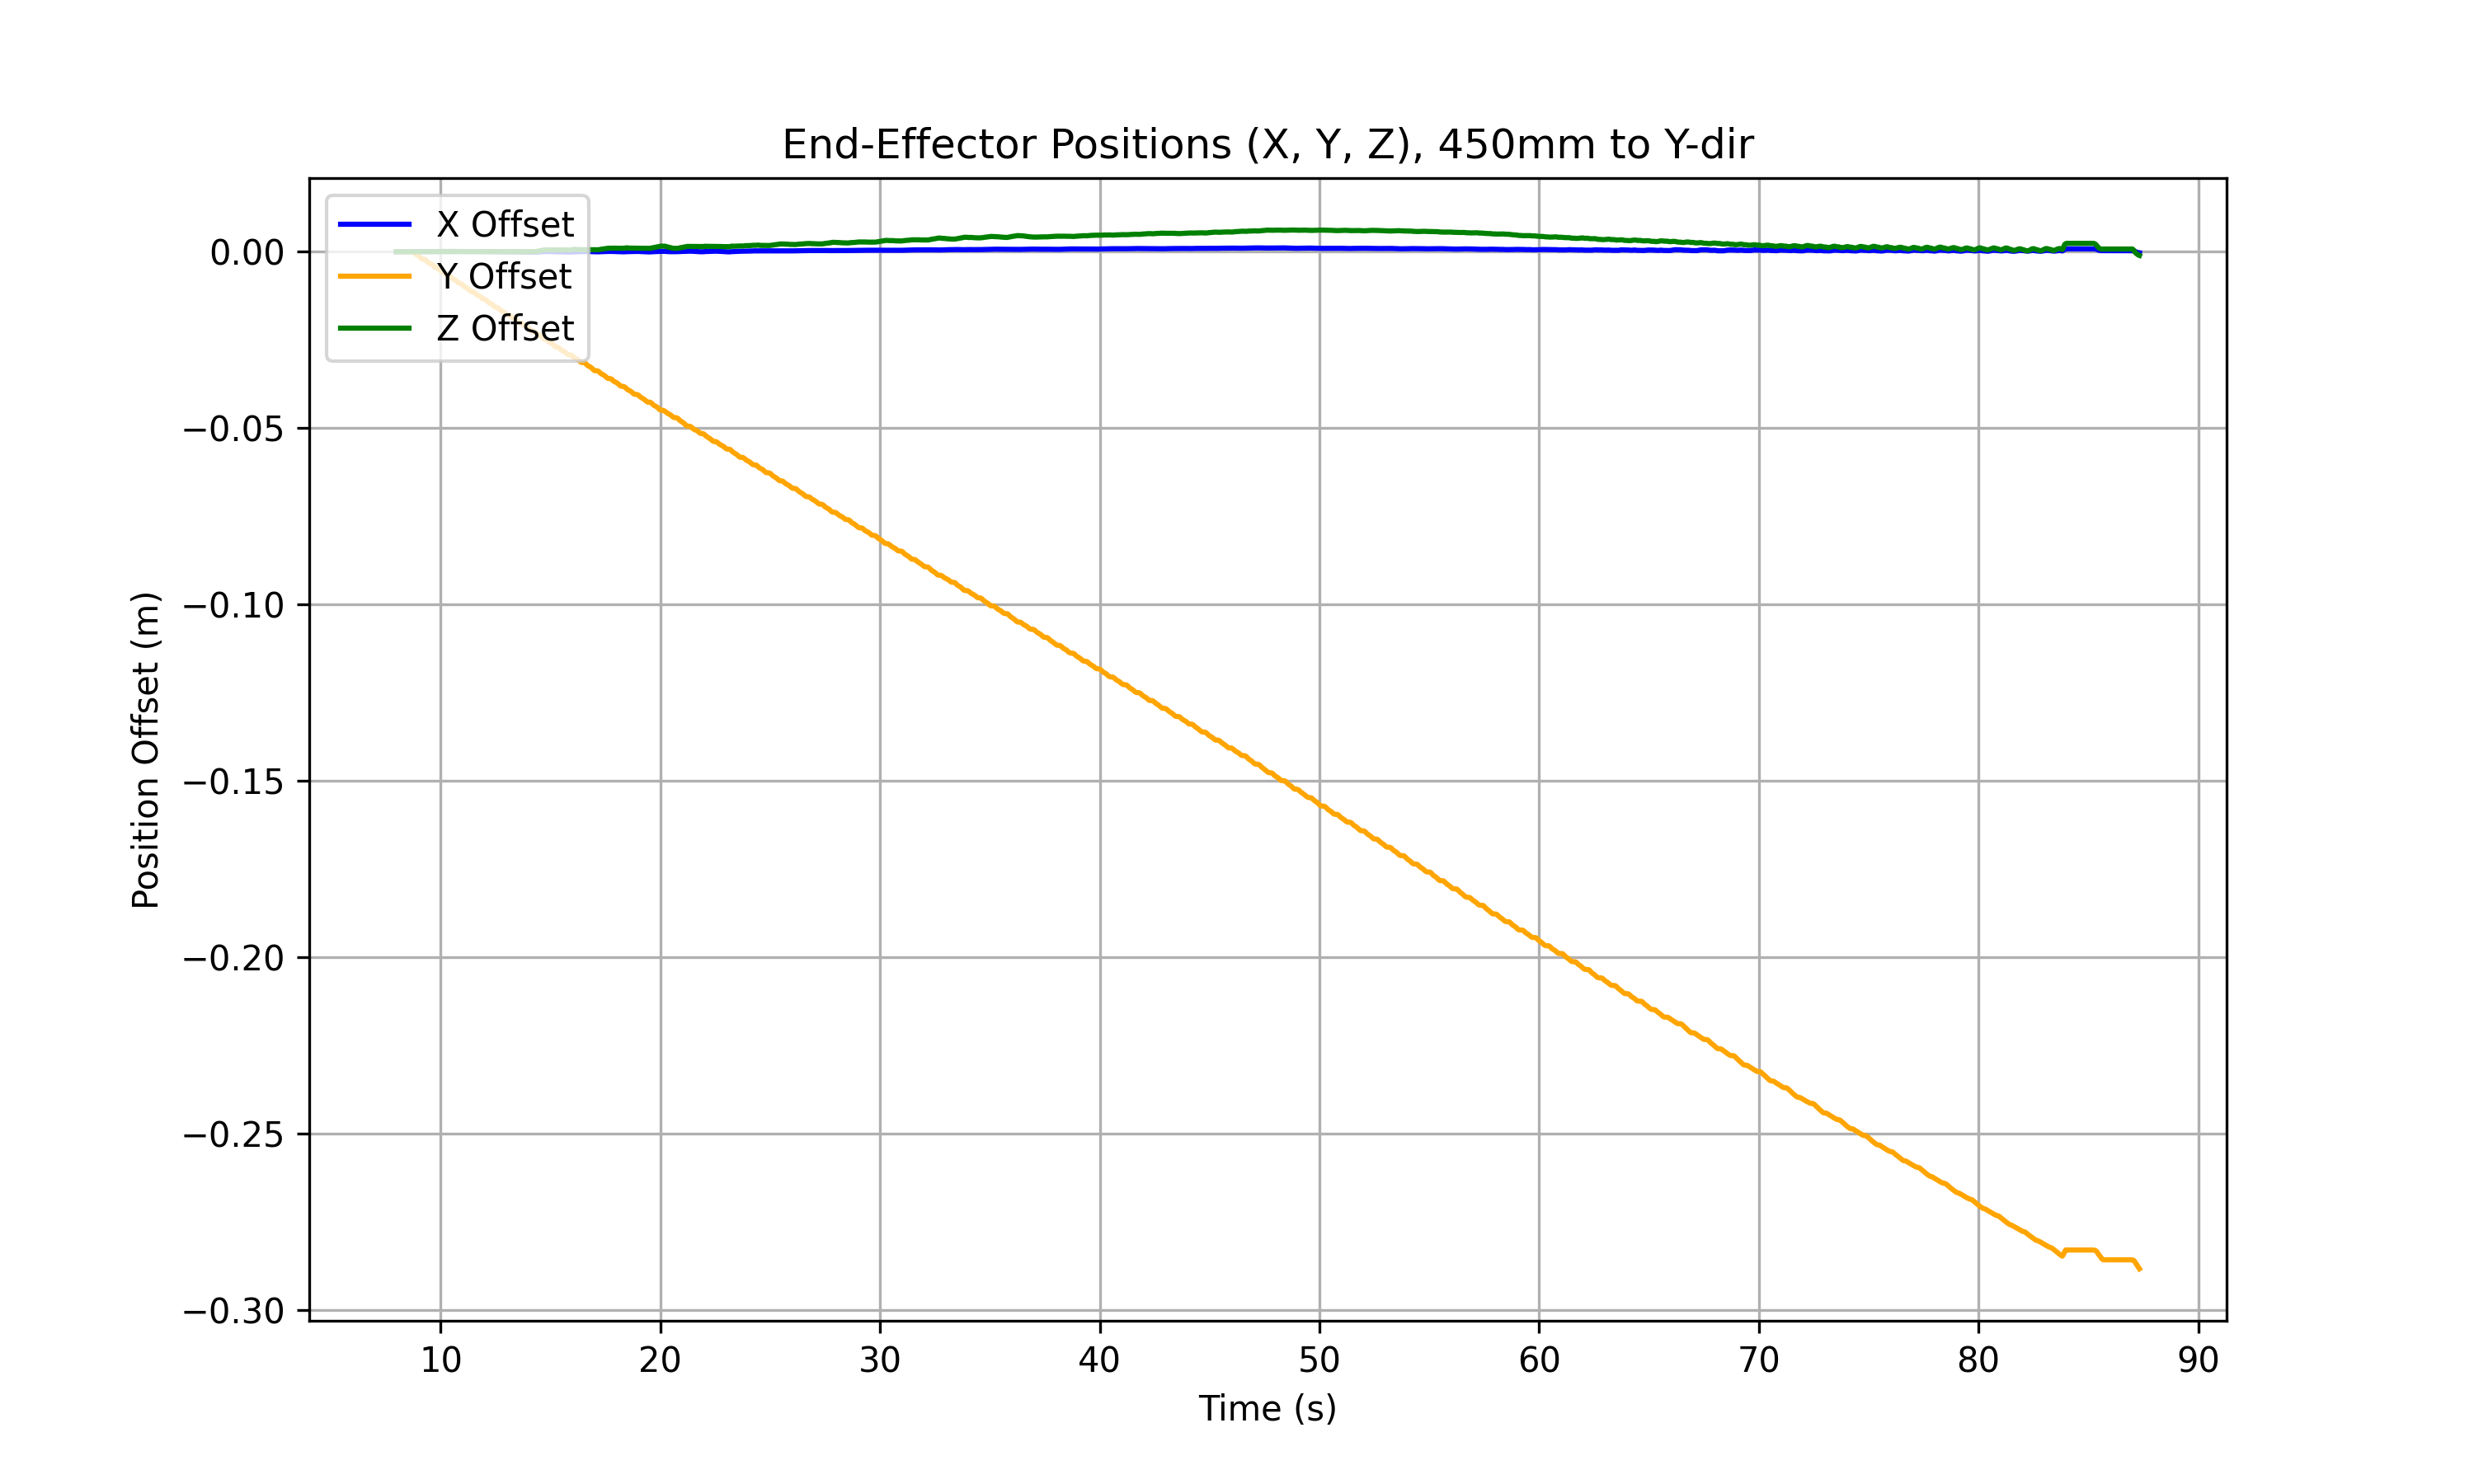 End-Effector Positions (X, Y, Z), 450mm to Y-dir
X Offset
Y Offset
Z Offset
0.00
−0.05
−0.10
−0.15
−0.20
−0.25
−0.30
Position Offset (m)
10 20 30 40 50 60 70 80 90
Time (s)